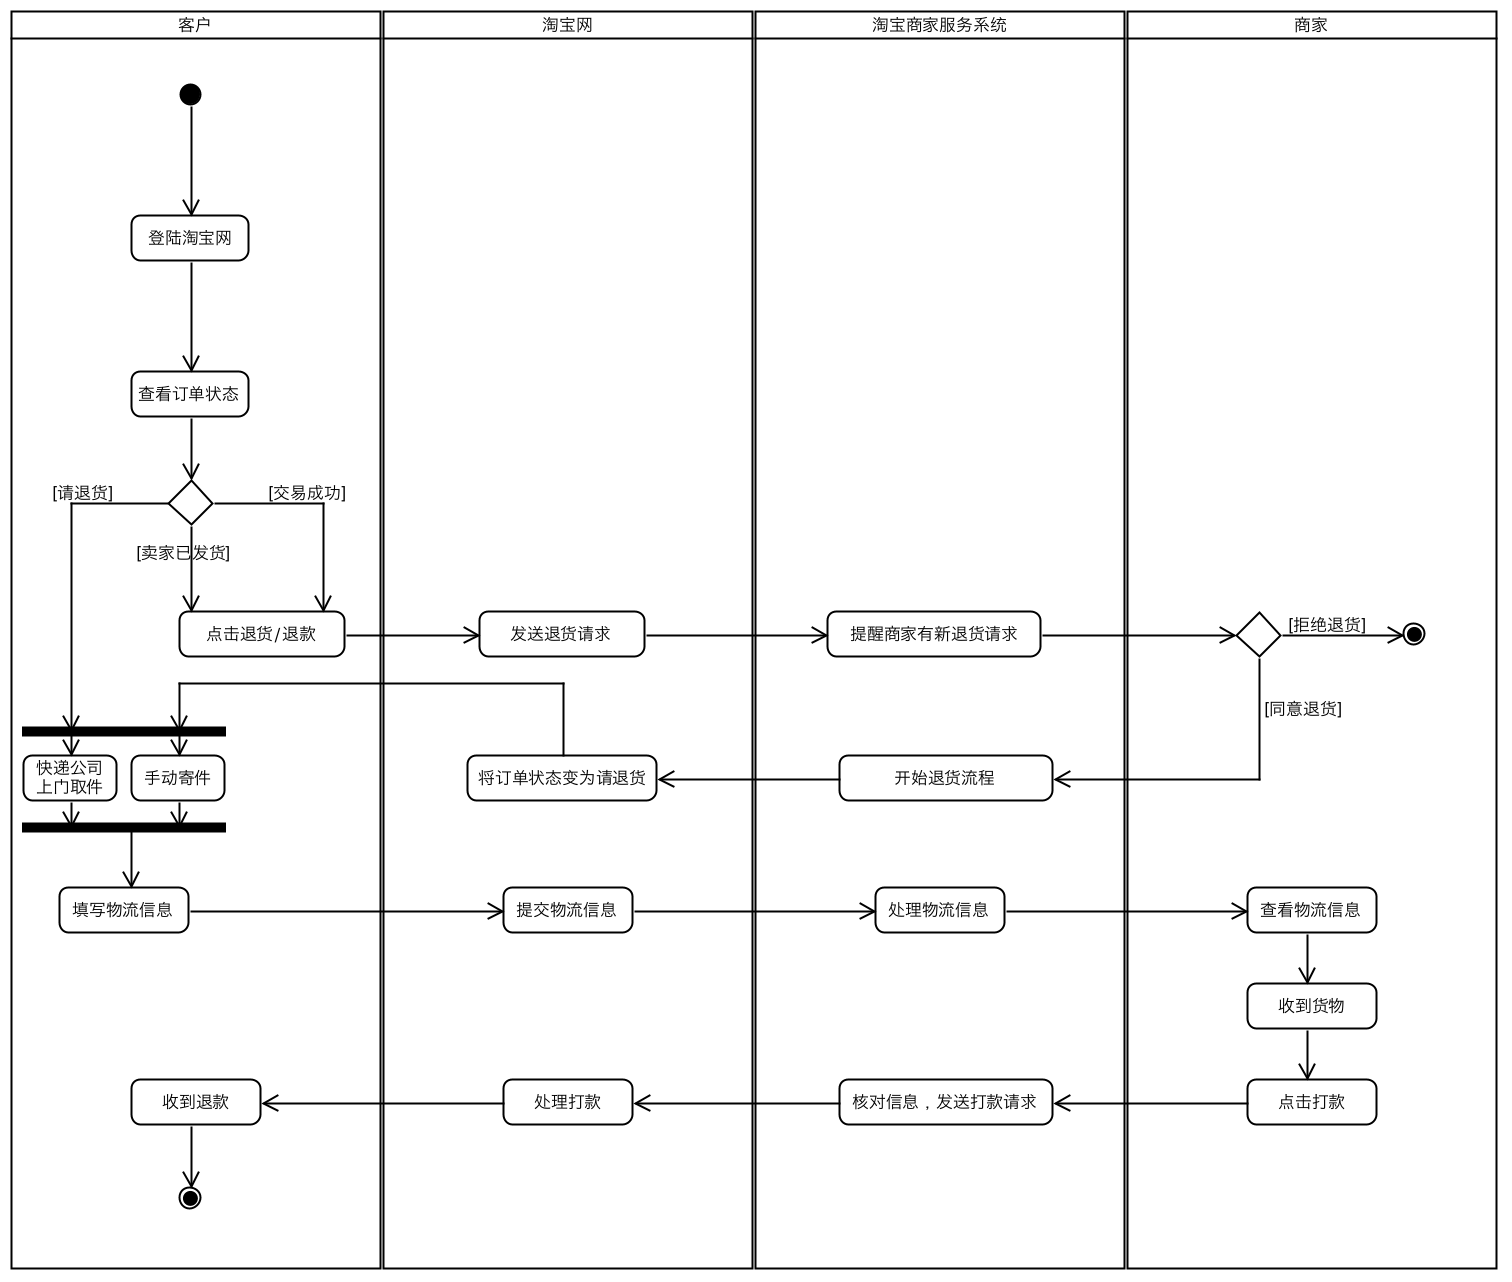 客户
淘宝网
淘宝商家服务系统
商家
登陆淘宝网
查看订单状态
[请退货]
[交易成功]
[卖家已发货]
点击退货/退款
发送退货请求
提醒商家有新退货请求
[拒绝退货]
[同意退货]
快递公司
上门取件
手动寄件
将订单状态变为请退货
开始退货流程
填写物流信息
提交物流信息
处理物流信息
查看物流信息
收到货物
收到退款
处理打款
核对信息，发送打款请求
点击打款